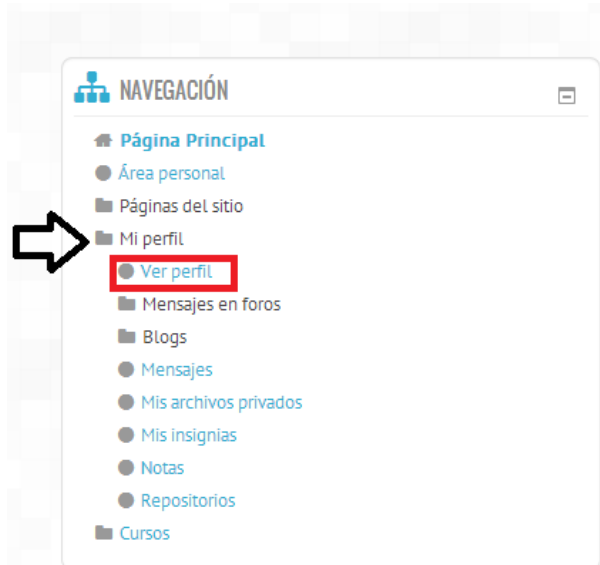 NAVEGACIÓN
Página Principal
Área personal
Páginas del sitio
Mi perfil
Ver perfil
Mensajes en foros
Blogs
Mensajes
Mis archivos privados
Mis insignias
Notas
Repositorios
Cursos